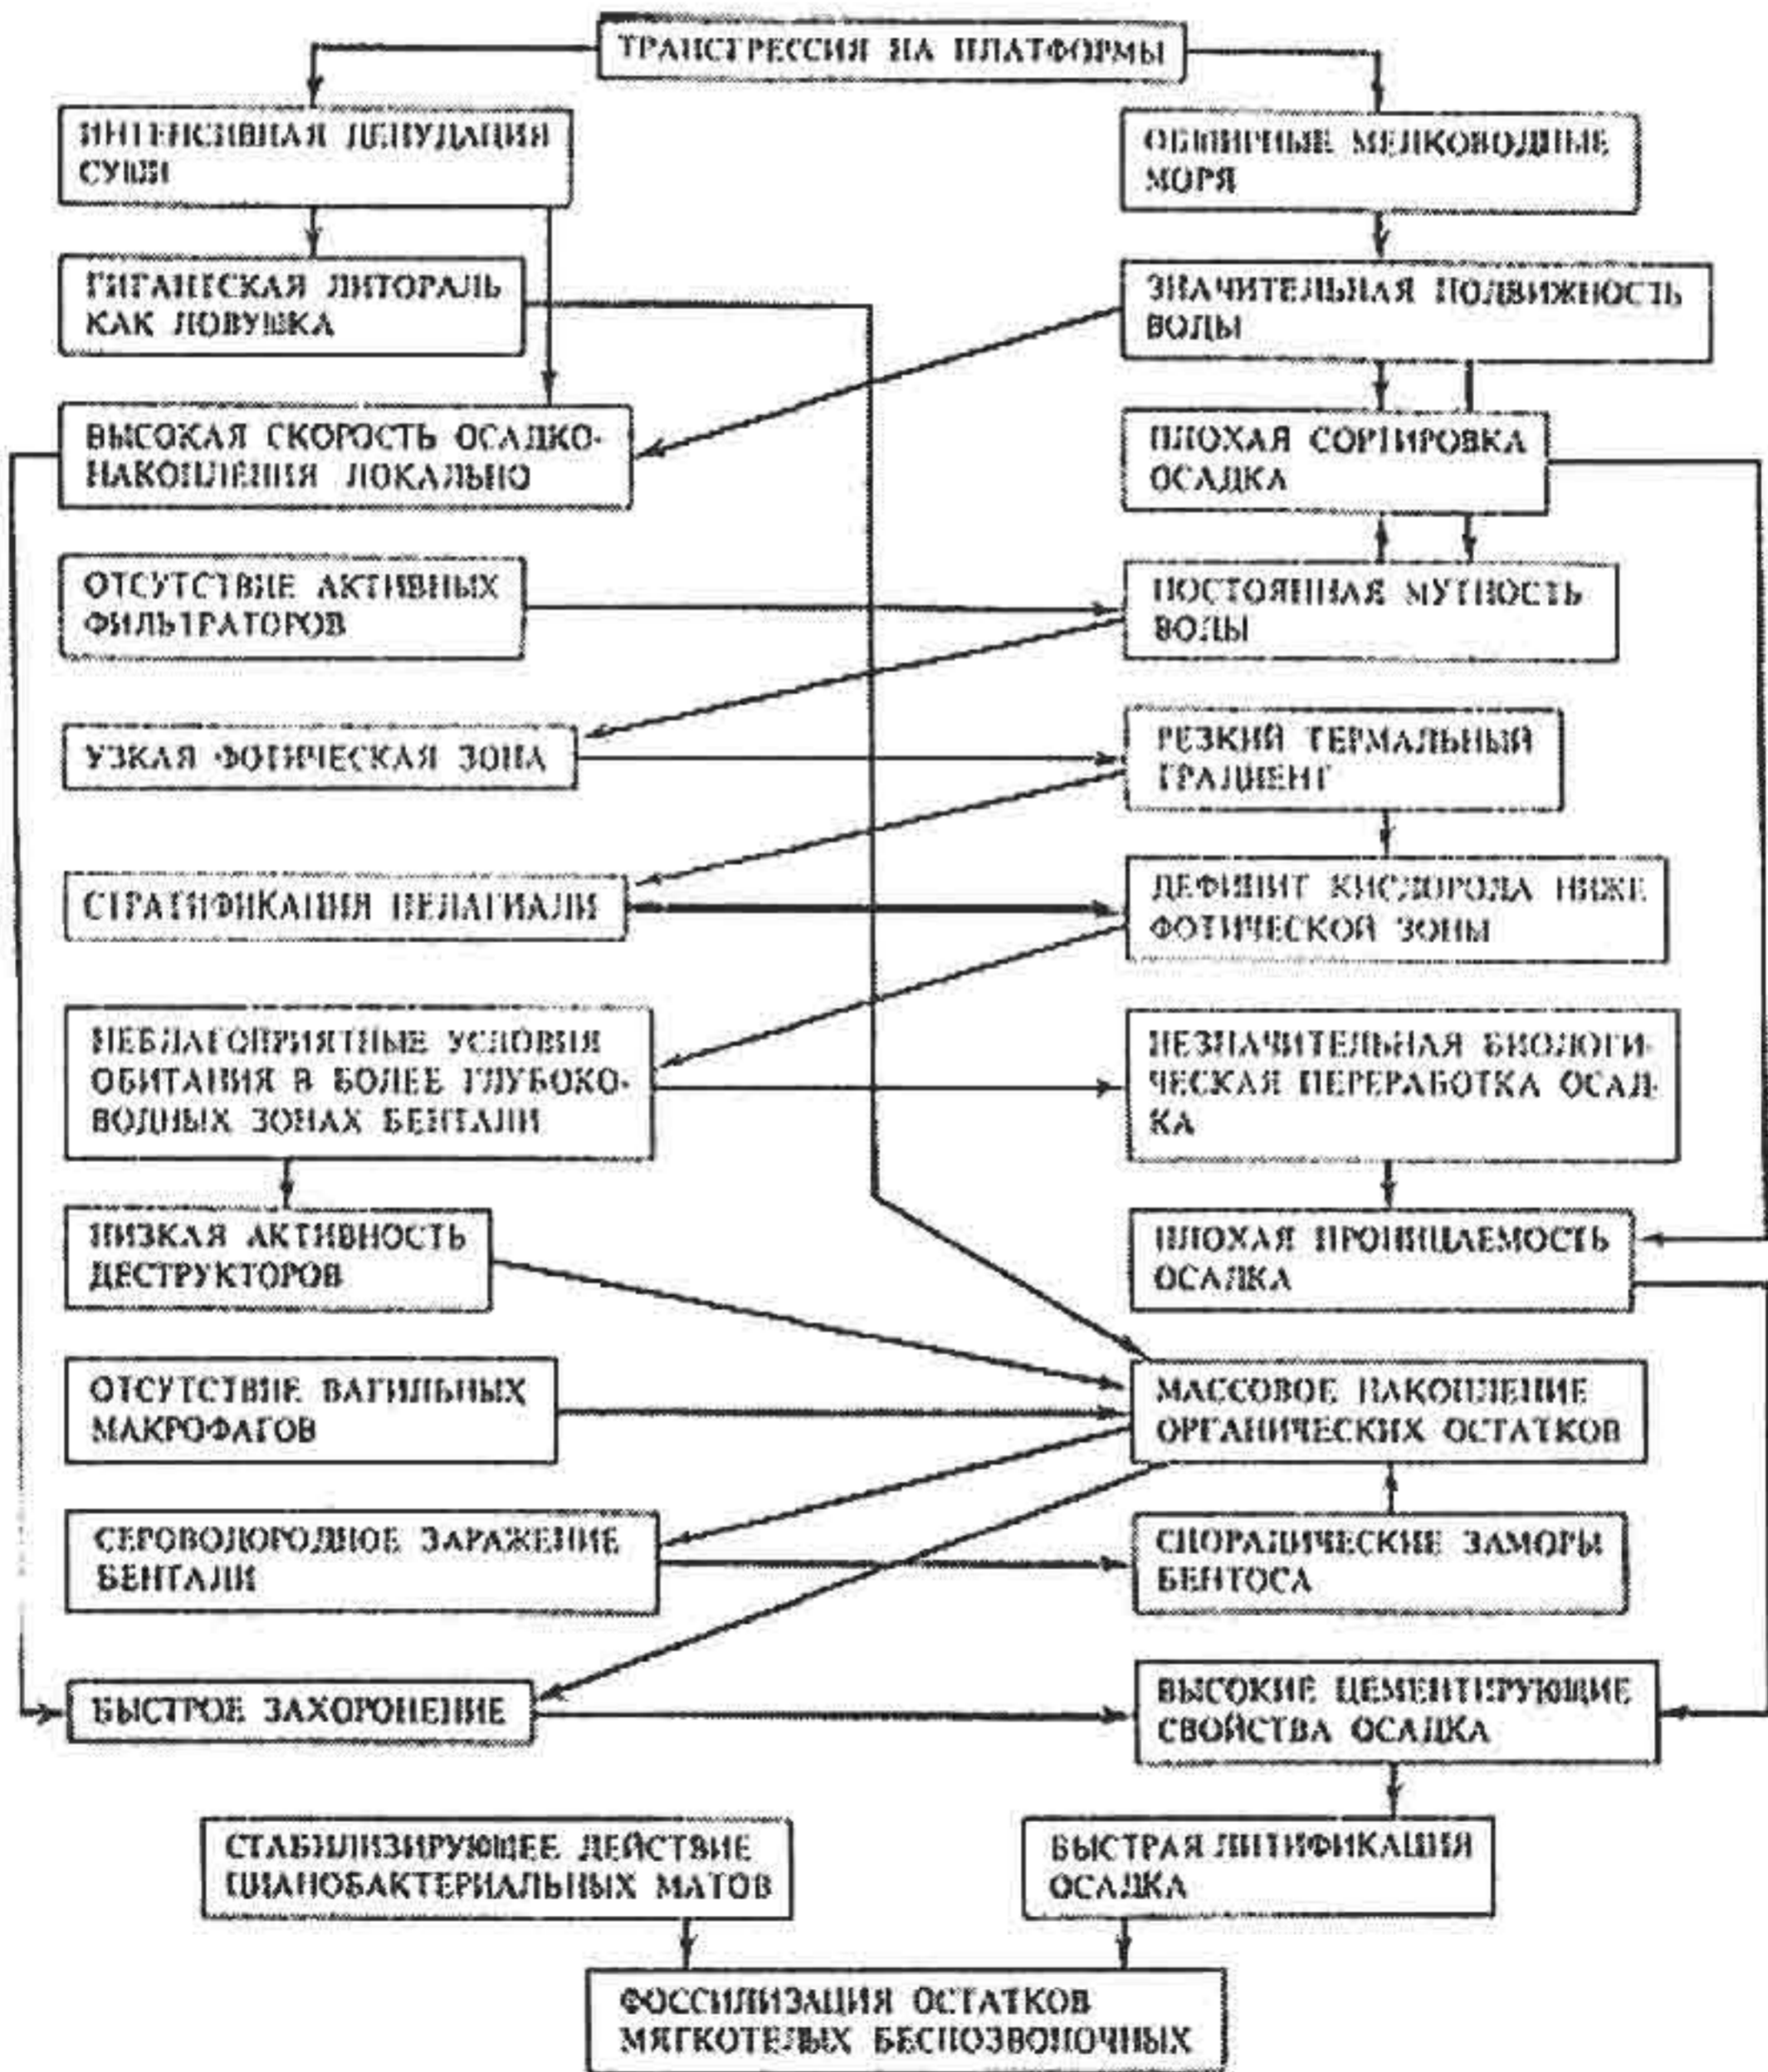 ТРАНСГРЕССИЯ НА ПЛАТФОРМЫ
ИНТЕНСИВНАЯ ДЕНУДАЦИЯ
СУШИ
ОБШИРНЫЕ МЕЛКОВОДНЫЕ
МОРЯ
ГИГАНТСКАЯ ЛИТОРАЛЬ
КАК ЛОВУШКА
ЗНАЧИТЕЛЬНАЯ ПОДВИЖНОСТЬ
ВОДЫ
ВЫСОКАЯ СКОРОСТЬ ОСАДКО-
НАКОПЛЕНИЯ ЛОКАЛЬНО
ПЛОХАЯ СОРТИРОВКА
ОСАДКА
ОТСУТСТВИЕ АКТИВНЫХ
ФИЛЬТРАТОРОВ
ПОСТОЯННАЯ МУТНОСТЬ
ВОДЫ
УЗКАЯ ФОТИЧЕСКАЯ ЗОНА
РЕЗКИЙ ТЕРМАЛЬНЫЙ
ГРАДИЕНТ
СТРАТИФИКАЦИЯ ПЕЛАГИАЛИ
ДЕФИЦИТ КИСЛОРОДА НИЖЕ
ФОТИЧЕСКОЙ ЗОНЫ
НЕБЛАГОПРИЯТНЫЕ УСЛОВИЯ
ОБИТАНИЯ В БОЛЕЕ ГЛУБОКО-
ВОДНЫХ ЗОНАХ БЕНТАЛИ
НЕЗНАЧИТЕЛЬНАЯ БИОЛОГИ-
ЧЕСКАЯ ПЕРЕРАБОТКА ОСАД-
КА
НИЗКАЯ АКТИВНОСТЬ
ДЕСТРУКТОРОВ
ПЛОХАЯ ПРОНИЦАЕМОСТЬ
ОСАДКА
ОТСУТСТВИЕ ВАГИЛЬНЫХ
МАКРОФАГОВ
МАССОВОЕ НАКОПЛЕНИЕ
ОРГАНИЧЕСКИХ ОСТАТКОВ
СЕРОВОДОРОДНОЕ ЗАРАЖЕНИЕ
БЕНТАЛИ
СПОРАДИЧЕСКИЕ ЗАМОРЫ
БЕНТОСА
БЫСТРОЕ ЗАХОРОНЕНИЕ
ВЫСОКИЕ ЦЕМЕНТИРУЮЩИЕ
СВОЙСТВА ОСАДКА
СТАБИЛИЗИРУЮЩЕЕ ДЕЙСТВИЕ
ЦИАНОБАКТЕРИАЛЬНЫХ МАТОВ
БЫСТРАЯ ЛИТИФИКАЦИЯ
ОСАДКА
ФОССИЛИЗАЦИЯ ОСТАТКОВ
МЯГКОТЕЛЫХ БЕСПОЗВОНОЧНЫХ